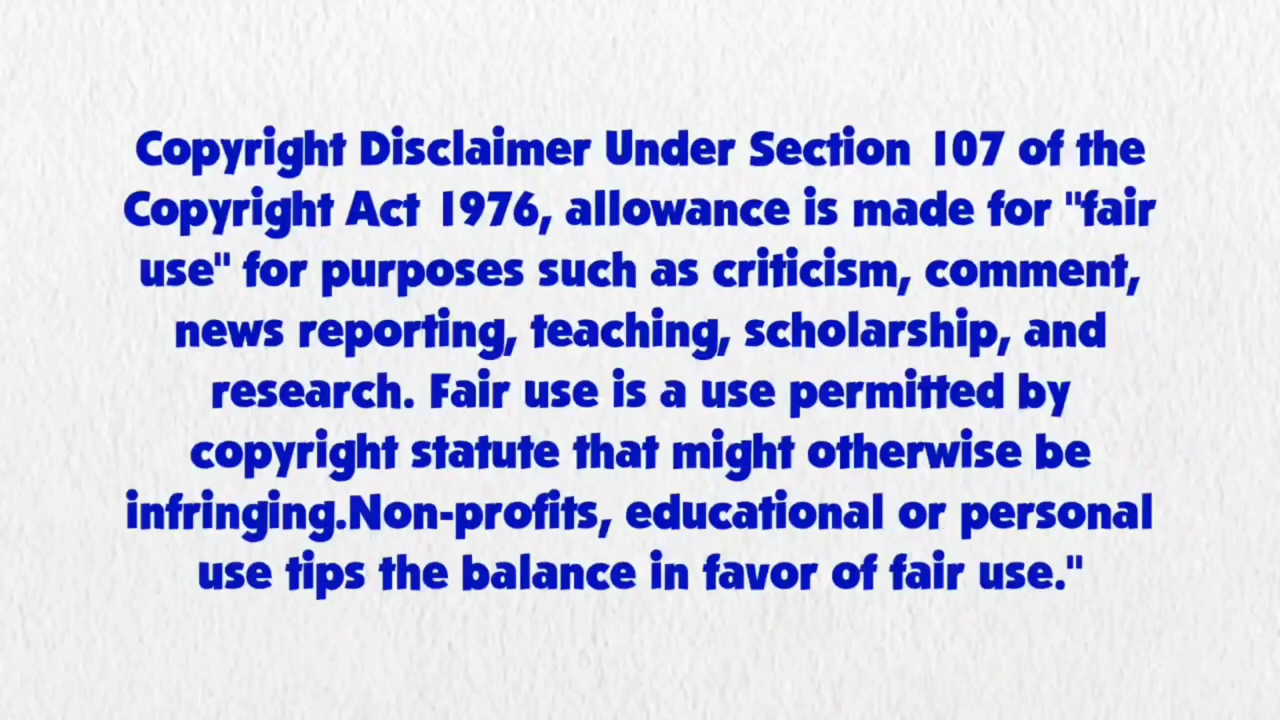 Copyright Disclaimer Under Section 107 of the
Copyright Act 1976, allowance is made for "fair
use" for purposes such as criticism, comment,
news reporting, teaching, scholarship, and
research. Fair use is a use permitted by
copyright statute that might otherwise be
infringing.Non-profits, educational or personal
use tips the balance in favor of fair use."